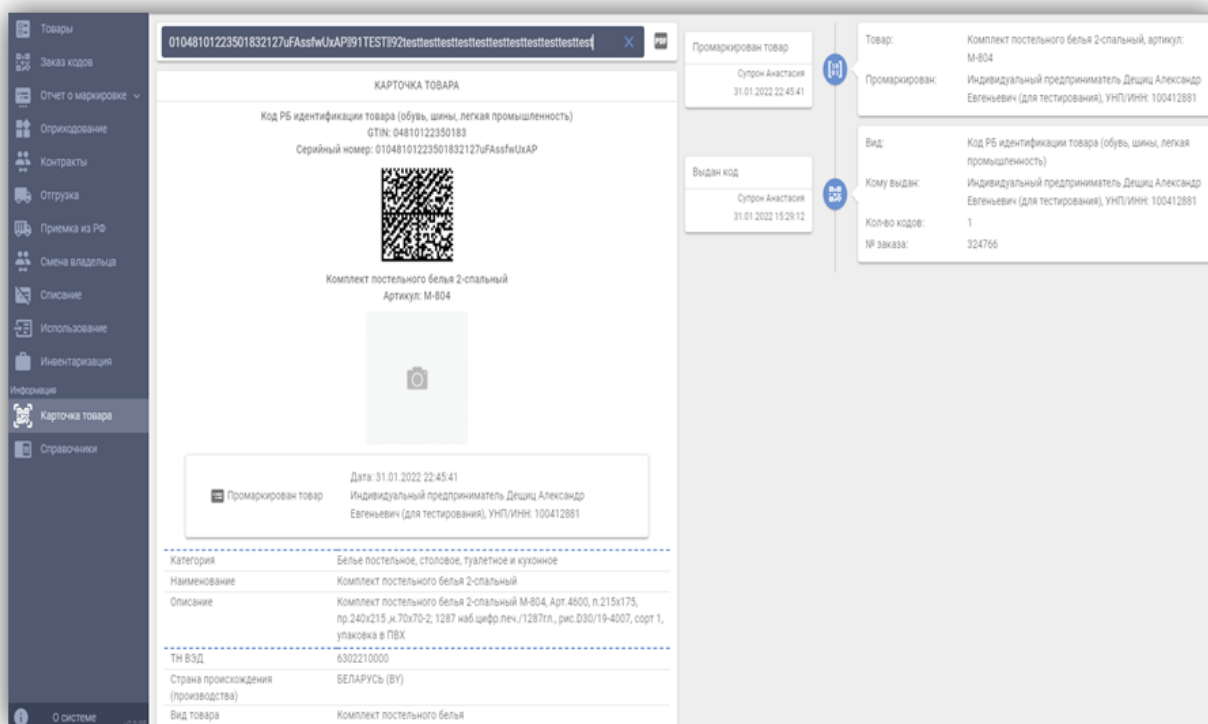 Товары
Заказ кодов
Отчет о маркировке
Оприходование
Контракты
Отгрузка
Приемка из РФ
Смена владельца
Списание
Использование
Инвентаризация
Информация
Карточка товара
Справочники
О системе
PDF
КАРТОЧКА ТОВАРА
Код РБ идентификации товара (обувь, шины, легкая промышленность)
GTIN: 04810122350183
Серийный номер: 01048101223501832127uFAssfwUxAP
Комплект постельного белья 2-спальный
Артикул: М-804
Промаркирован товар
Дата: 31.01.2022 22:45:41
Индивидуальный предприниматель Дещиц Александр
Евгеньевич (для тестирования), УНП/ИНН: 100412881
Категория Белье постельное, столовое, туалетное и кухонное
Наименование Комплект постельного белья 2-спальный
Описание Комплект постельного белья 2-спальный М-804, Арт.4600, п.215х175,
пр.240х215 ,н.70х70-2; 1287 наб.цифр.печ./1287гл., рис.D30/19-4007, сорт 1,
упаковка в ПВХ
ТН ВЭД 6302210000
Страна происхождения БЕЛАРУСЬ (BY)
(производства)
Вид товара Комплект постельного белья
Промаркирован товар
Супрон Анастасия
31.01.2022 22:45:41
Товар: Комплект постельного белья 2-спальный, артикул:
М-804
Промаркирован: Индивидуальный предприниматель Дещиц Александр
Евгеньевич (для тестирования), УНП/ИНН: 100412881
Выдан код
Супрон Анастасия
31.01.2022 15:29:12
Вид: Код РБ идентификации товара (обувь, шины, легкая
промышленность)
Кому выдан: Индивидуальный предприниматель Дещиц Александр
Евгеньевич (для тестирования), УНП/ИНН: 100412881
Кол-во кодов: 1
№ заказа: 324766